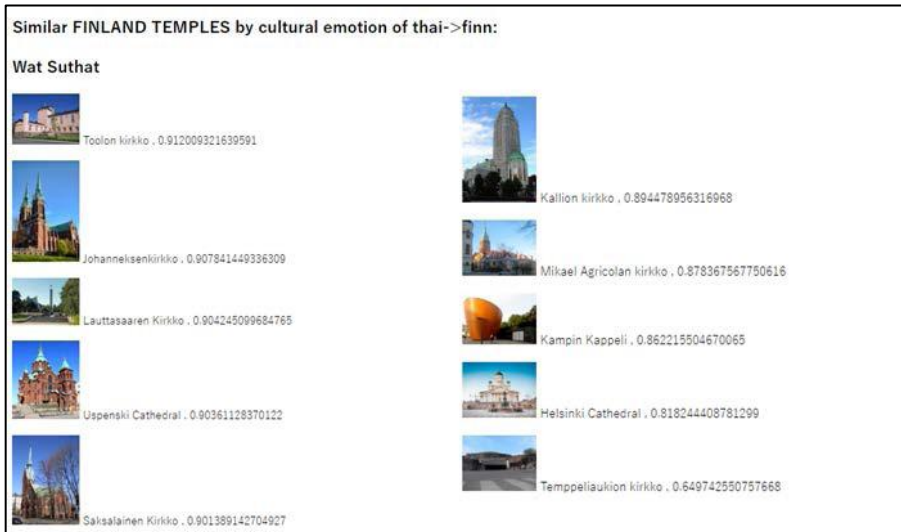 Similar FINLAND TEMPLES by cultural emotion of thai->finn:
Wat Suthat
Toolon kirkko , 0.912009321639591
Johanneksenkirkko , 0.907841449336309
Lauttasaaren Kirkko , 0.904245099684765
Uspenski Cathedral , 0.90361128370122
Saksalainen Kirkko , 0.901389142704927
Kallion kirkko , 0.894478956316968
Mikael Agricolan kirkko , 0.878367567750616
Kampin Kappeli , 0.862215504670065
Helsinki Cathedral , 0.818244408781299
Temppeliaukion kirkko , 0.649742550757668